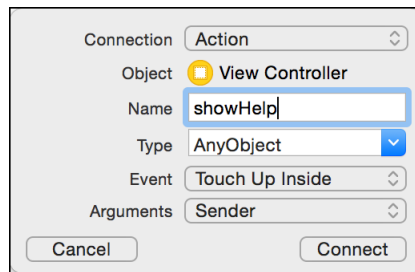 Connection Action
Object View Controller
Name showHelp
Type AnyObject
Event Touch Up Inside
Arguments Sender
Cancel Connect